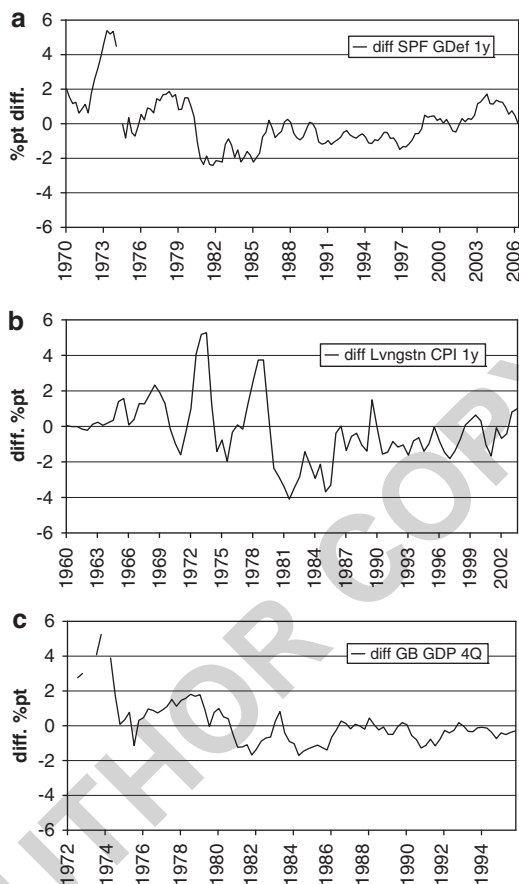 a
6
4
2
0
-2
-4
-6
%pt diff.
diff SPF GDef 1y
1970 1973 1976 1979 1982 1985 1988 1991 1994 1997 2000 2003 2006
b
6
4
2
0
-2
-4
-6
diff. %pt
diff Lvngstn CPI 1y
1960 1963 1966 1969 1972 1975 1978 1981 1984 1987 1990 1993 1996 1999 2002
c
6
4
2
0
-2
-4
-6
diff. %pt
diff GB GDP 4Q
1972 1974 1976 1978 1980 1982 1984 1986 1988 1990 1992 1994
UTHOR COPY